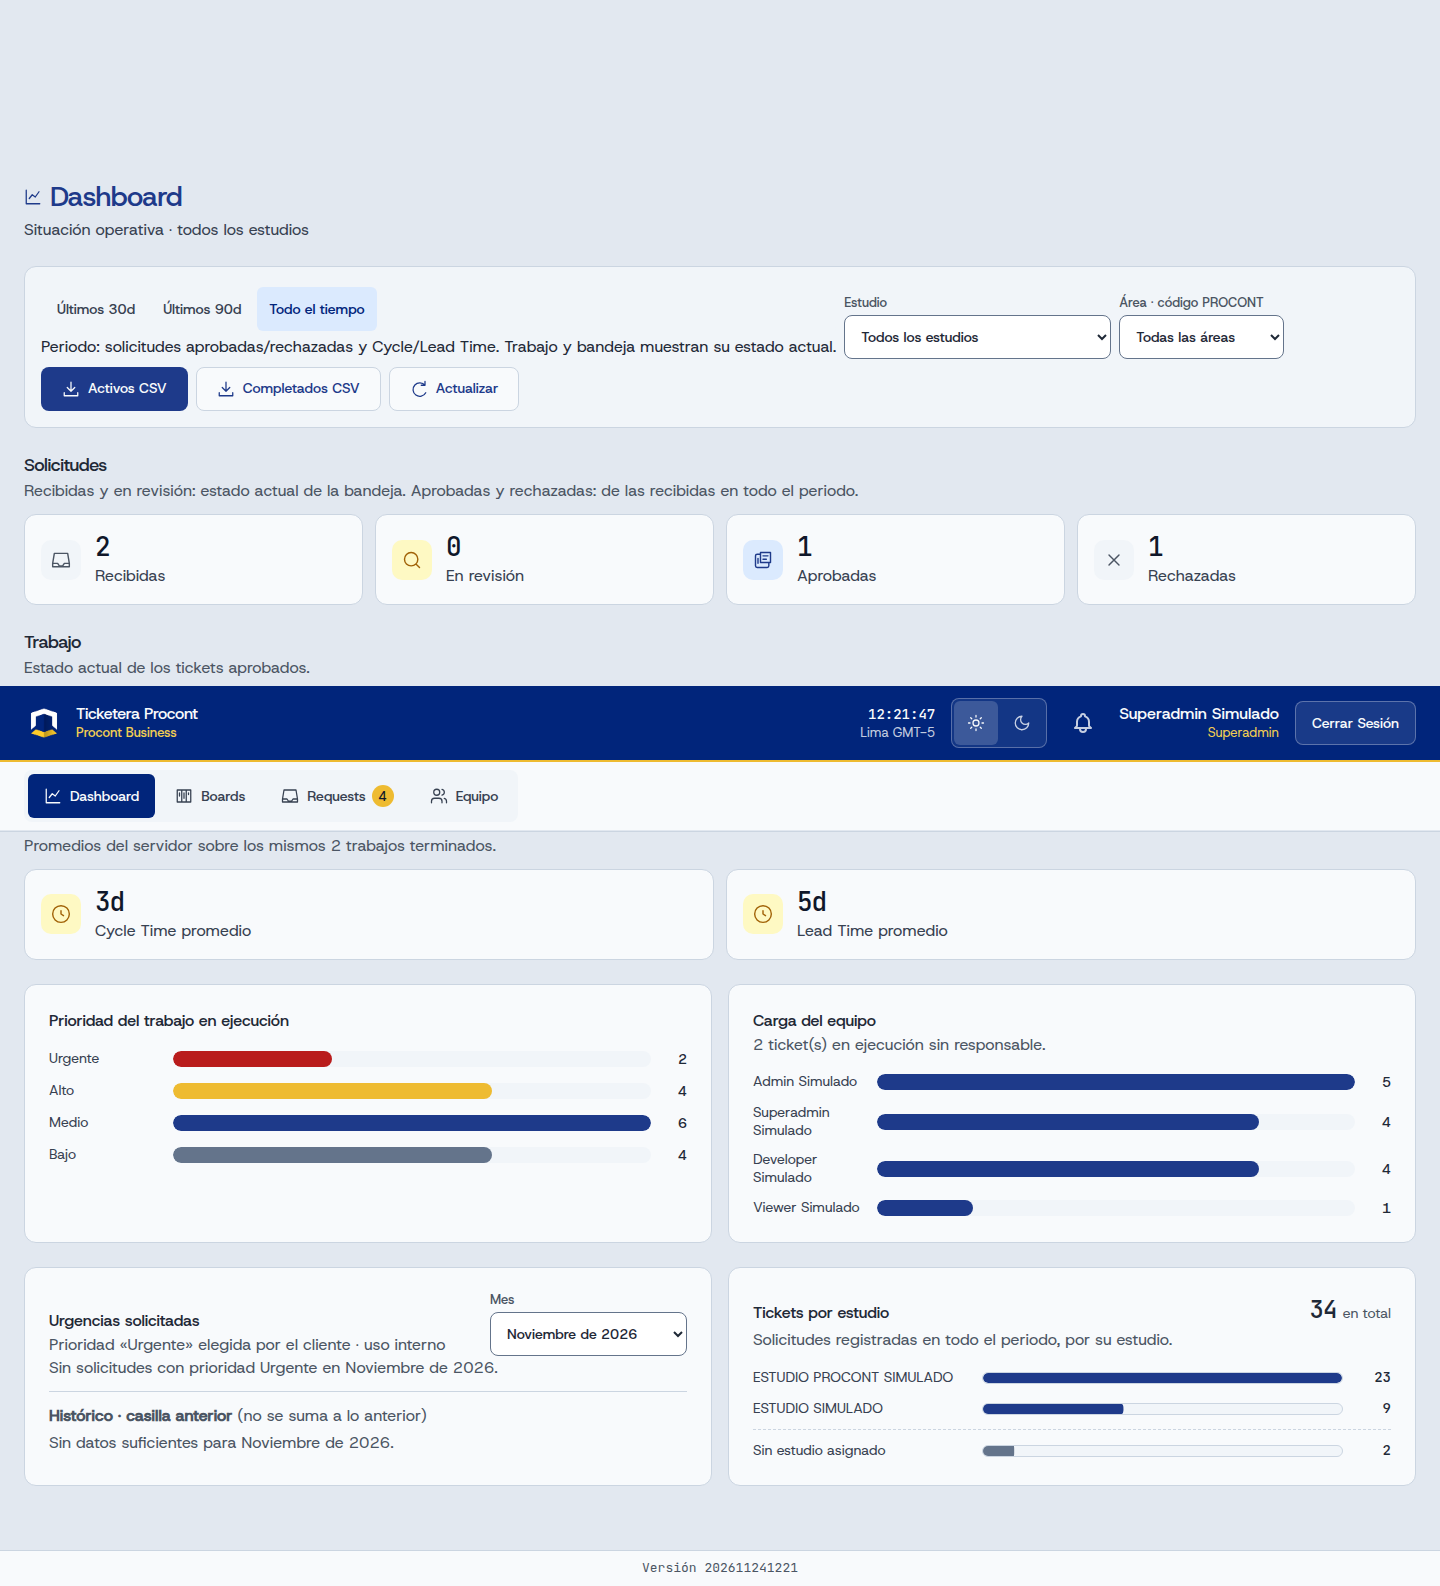 Dashboard
Situación operativa · todos los estudios
Últimos 30d
Últimos 90d
Todo el tiempo
Periodo: solicitudes aprobadas/rechazadas y Cycle/Lead Time. Trabajo y bandeja muestran su estado actual.
Estudio
Todos los estudios
Área · código PROCONT
Todas las áreas
Activos CSV
Completados CSV
Actualizar
Solicitudes
Recibidas y en revisión: estado actual de la bandeja. Aprobadas y rechazadas: de las recibidas en todo el periodo.
2
Recibidas
0
En revisión
1
Aprobadas
1
Rechazadas
Trabajo
Estado actual de los tickets aprobados.
Ticketera Procont
Procont Business
12:21:47
Lima GMT-5
Superadmin Simulado
Superadmin
Cerrar Sesión
Dashboard
Boards
Requests 4
Equipo
Promedios del servidor sobre los mismos 2 trabajos terminados.
3d
Cycle Time promedio
5d
Lead Time promedio
Prioridad del trabajo en ejecución
Urgente 2
Alto 4
Medio 6
Bajo 4
Carga del equipo
2 ticket(s) en ejecución sin responsable.
Admin Simulado 5
Superadmin
Simulado 4
Developer
Simulado 4
Viewer Simulado 1
Urgencias solicitadas
Prioridad «Urgente» elegida por el cliente · uso interno
Mes
Noviembre de 2026
Sin solicitudes con prioridad Urgente en Noviembre de 2026.
Histórico · casilla anterior (no se suma a lo anterior)
Sin datos suficientes para Noviembre de 2026.
Tickets por estudio
34 en total
Solicitudes registradas en todo el periodo, por su estudio.
ESTUDIO PROCONT SIMULADO 23
ESTUDIO SIMULADO 9
Sin estudio asignado 2
Versión 202611241221